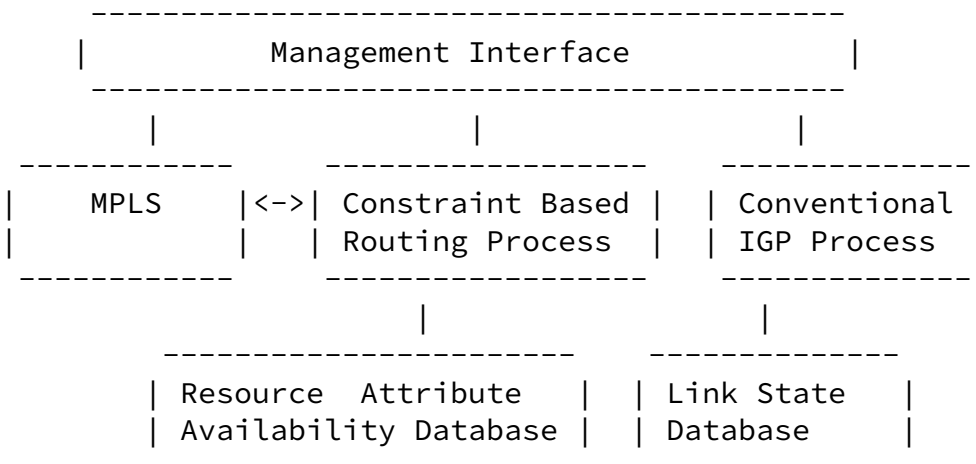 Management Interface
MPLS <-> Constraint Based Conventional
Routing Process IGP Process
Resource Attribute Link State
Availability Database Database